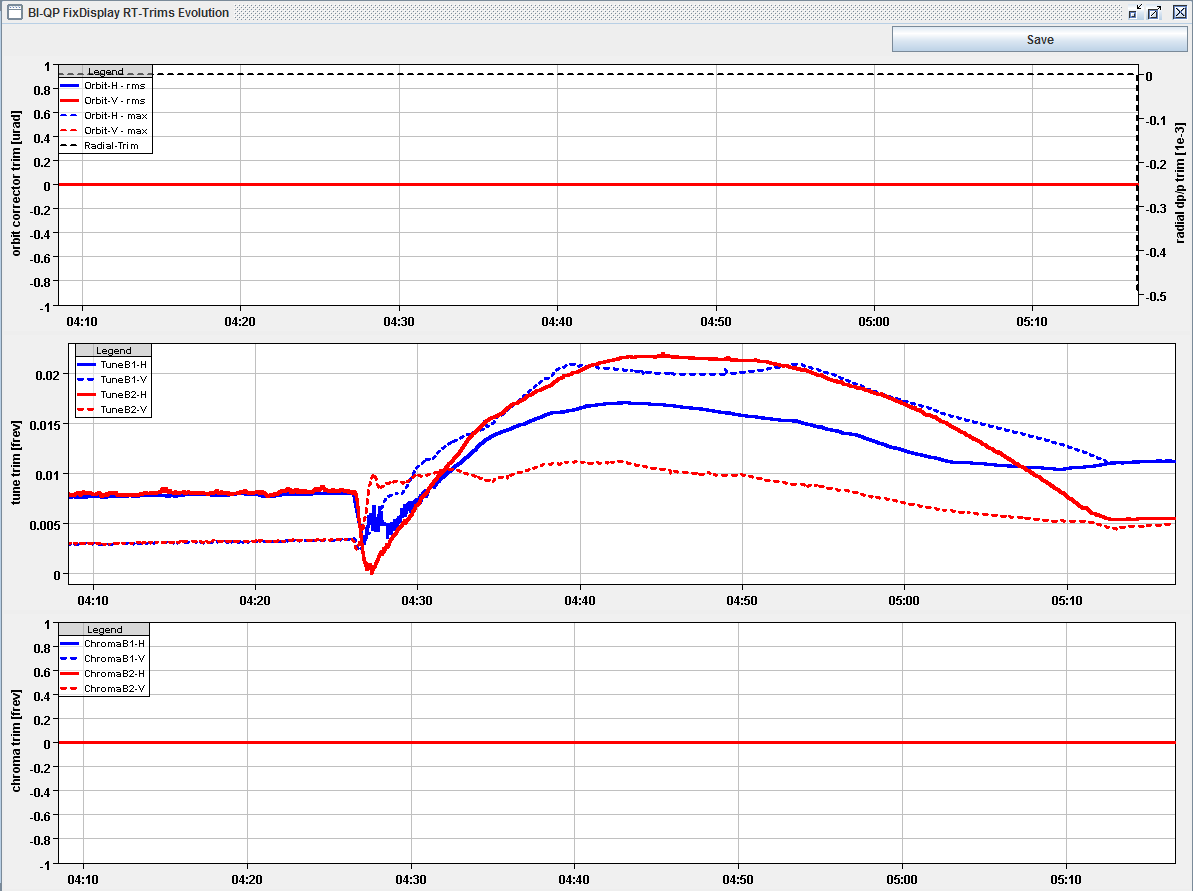 BI-QP FixDisplay RT-Trims Evolution
Save
Legend
Orbit-H - rms
Orbit-V - rms
Orbit-H - max
Orbit-V - max
Radial-Trim
orbit corrector trim [urad]
1
0.8
0.6
0.4
0.2
0
-0.2
-0.4
-0.6
-0.8
-1
0
-0.1
-0.2
-0.3
-0.4
-0.5
radial dp/p trim [1e-3]
04:10 04:20 04:30 04:40 04:50 05:00 05:10
Legend
TuneB1-H
TuneB1-V
TuneB2-H
TuneB2-V
tune trim [frev]
0.02
0.015
0.01
0.005
0
04:10 04:20 04:30 04:40 04:50 05:00 05:10
Legend
ChromaB1-H
ChromaB1-V
ChromaB2-H
ChromaB2-V
chroma trim [frev]
1
0.8
0.6
0.4
0.2
0
-0.2
-0.4
-0.6
-0.8
-1
04:10 04:20 04:30 04:40 04:50 05:00 05:10